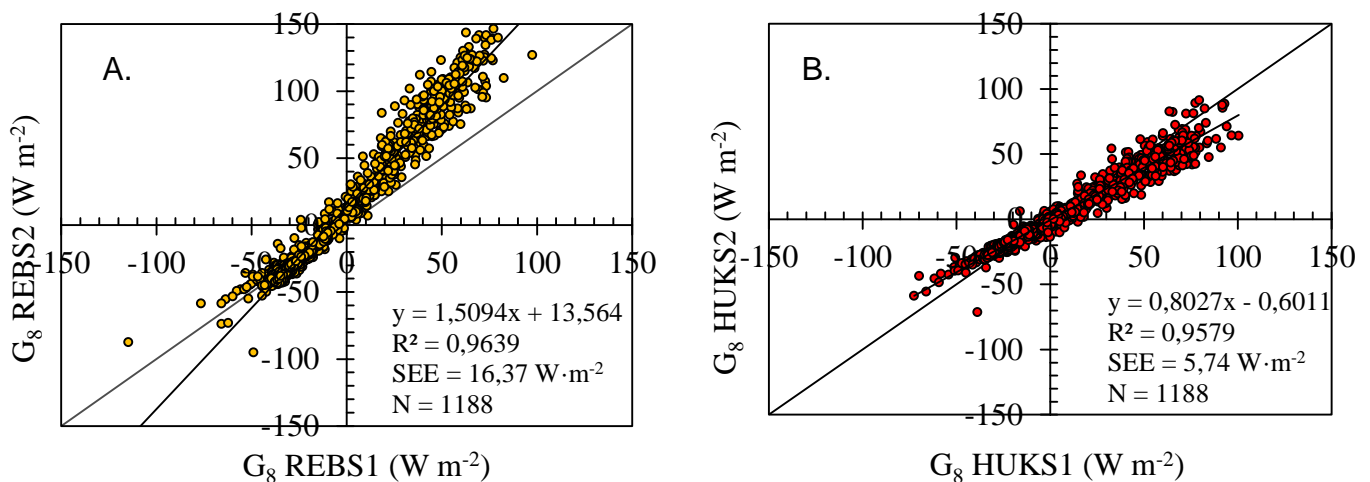 A.
150
100
50
0
-50
-100
-150
-150
-100
-50
0
50
100
150
G₈ REBS2 (W m⁻²)
G₈ REBS1 (W m⁻²)
y = 1,5094x + 13,564
R² = 0,9639
SEE = 16,37 W·m⁻²
N = 1188
B.
150
100
50
0
-50
-100
-150
-150
-100
-50
0
50
100
150
G₈ HUKS2 (W m⁻²)
G₈ HUKS1 (W m⁻²)
y = 0,8027x - 0,6011
R² = 0,9579
SEE = 5,74 W·m⁻²
N = 1188